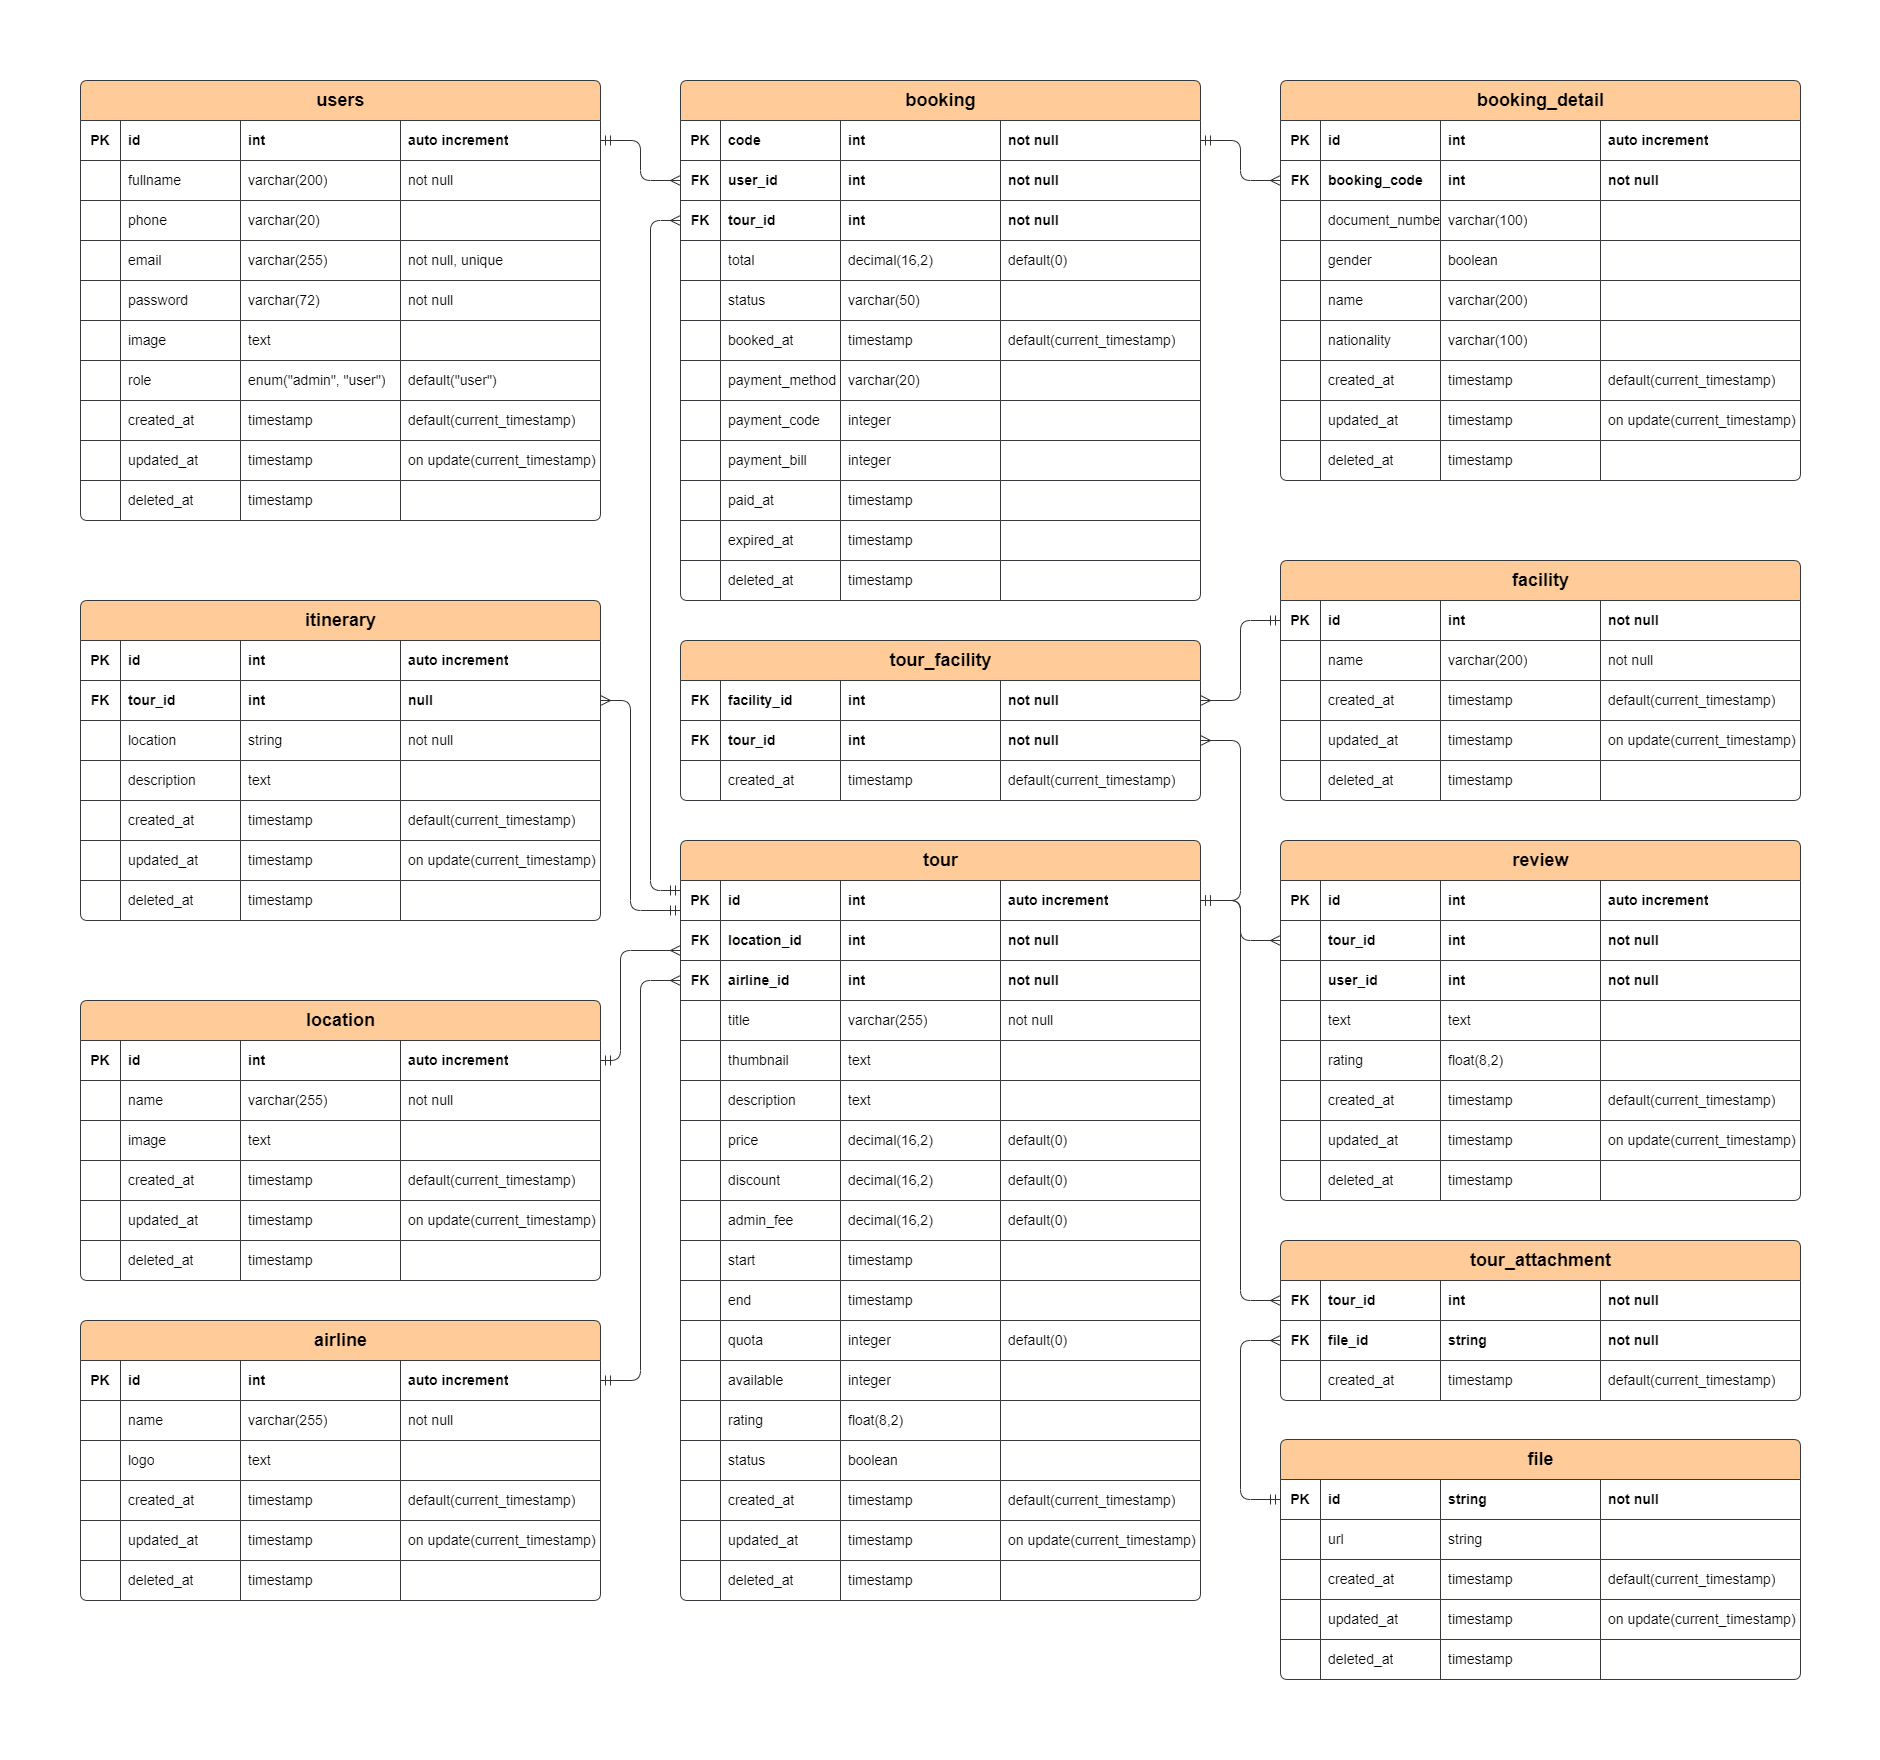 users
PK id int auto increment
fullname varchar(200) not null
phone varchar(20)
email varchar(255) not null, unique
password varchar(72) not null
image text
role enum("admin", "user") default("user")
created_at timestamp default(current_timestamp)
updated_at timestamp on update(current_timestamp)
deleted_at timestamp
booking
PK code int not null
FK user_id int not null
FK tour_id int not null
total decimal(16,2) default(0)
status varchar(50)
booked_at timestamp default(current_timestamp)
payment_method varchar(20)
payment_code integer
payment_bill integer
paid_at timestamp
expired_at timestamp
deleted_at timestamp
booking_detail
PK id int auto increment
FK booking_code int not null
document_numbe varchar(100)
gender boolean
name varchar(200)
nationality varchar(100)
created_at timestamp default(current_timestamp)
updated_at timestamp on update(current_timestamp)
deleted_at timestamp
itinerary
PK id int auto increment
FK tour_id int null
location string not null
description text
created_at timestamp default(current_timestamp)
updated_at timestamp on update(current_timestamp)
deleted_at timestamp
tour_facility
FK facility_id int not null
FK tour_id int not null
created_at timestamp default(current_timestamp)
facility
PK id int not null
name varchar(200) not null
created_at timestamp default(current_timestamp)
updated_at timestamp on update(current_timestamp)
deleted_at timestamp
location
PK id int auto increment
name varchar(255) not null
image text
created_at timestamp default(current_timestamp)
updated_at timestamp on update(current_timestamp)
deleted_at timestamp
airline
PK id int auto increment
name varchar(255) not null
logo text
created_at timestamp default(current_timestamp)
updated_at timestamp on update(current_timestamp)
deleted_at timestamp
tour
PK id int auto increment
FK location_id int not null
FK airline_id int not null
title varchar(255) not null
thumbnail text
description text
price decimal(16,2) default(0)
discount decimal(16,2) default(0)
admin_fee decimal(16,2) default(0)
start timestamp
end timestamp
quota integer default(0)
available integer
rating float(8,2)
status boolean
created_at timestamp default(current_timestamp)
updated_at timestamp on update(current_timestamp)
deleted_at timestamp
review
PK id int auto increment
tour_id int not null
user_id int not null
text text
rating float(8,2)
created_at timestamp default(current_timestamp)
updated_at timestamp on update(current_timestamp)
deleted_at timestamp
tour_attachment
FK tour_id int not null
FK file_id string not null
created_at timestamp default(current_timestamp)
file
PK id string not null
url string
created_at timestamp default(current_timestamp)
updated_at timestamp on update(current_timestamp)
deleted_at timestamp